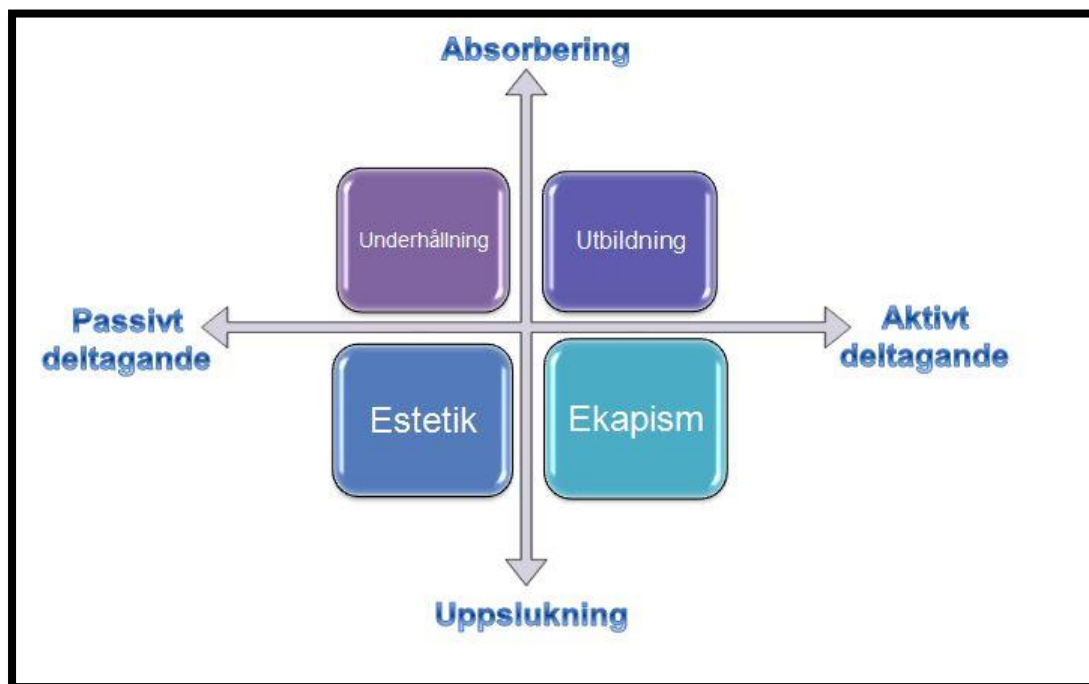 Absorbering
Underhållning
Utbildning
Passivt
deltagande
Aktivt
deltagande
Estetik
Ekapism
Uppslukning